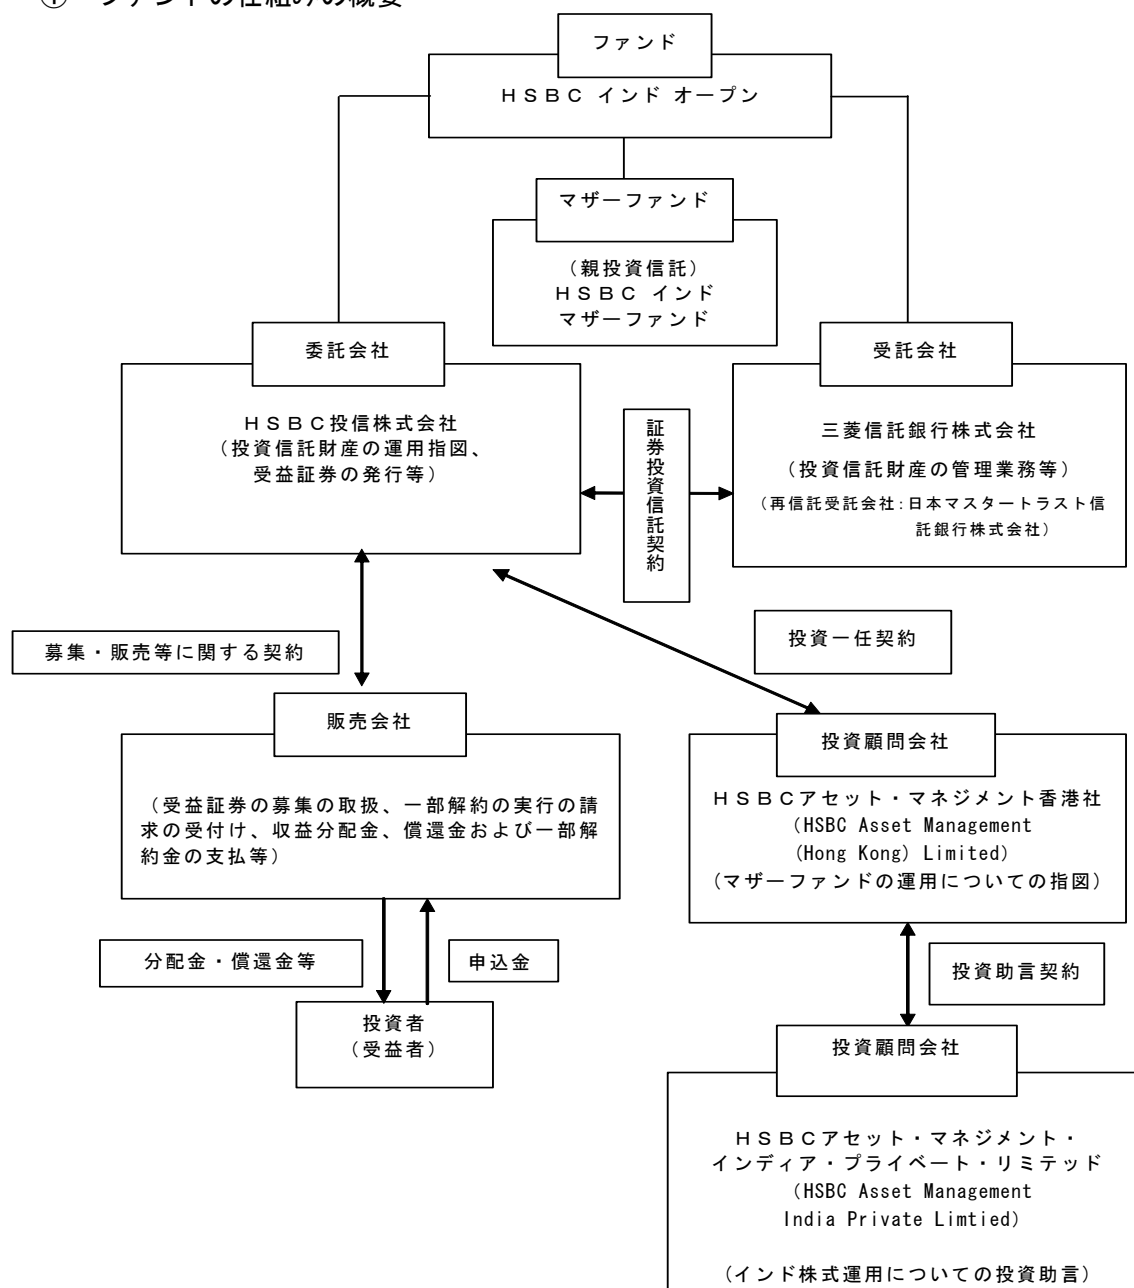 ① ファンドの仕組みの概要
ファンド
ＨＳＢＣ インド オープン
マザーファンド
（親投資信託）
ＨＳＢＣ インド
マザーファンド
委託会社
ＨＳＢＣ投信株式会社
（投資信託財産の運用指図、
受益証券の発行等）
証券投資信託契約
受託会社
三菱信託銀行株式会社
（投資信託財産の管理業務等）
（再信託受託会社：日本マスタートラスト信
託銀行株式会社）
募集・販売等に関する契約
投資一任契約
販売会社
（受益証券の募集の取扱、一部解約の実行の請
求の受付け、収益分配金、償還金および一部解
約金の支払等）
投資顧問会社
ＨＳＢＣアセット・マネジメント香港社
(HSBC Asset Management
(Hong Kong) Limited)
（マザーファンドの運用についての指図）
分配金・償還金等
申込金
投資助言契約
投資者
（受益者）
投資顧問会社
ＨＳＢＣアセット・マネジメント・
インディア・プライベート・リミテッド
(HSBC Asset Management
India Private Limtied)
（インド株式運用についての投資助言）